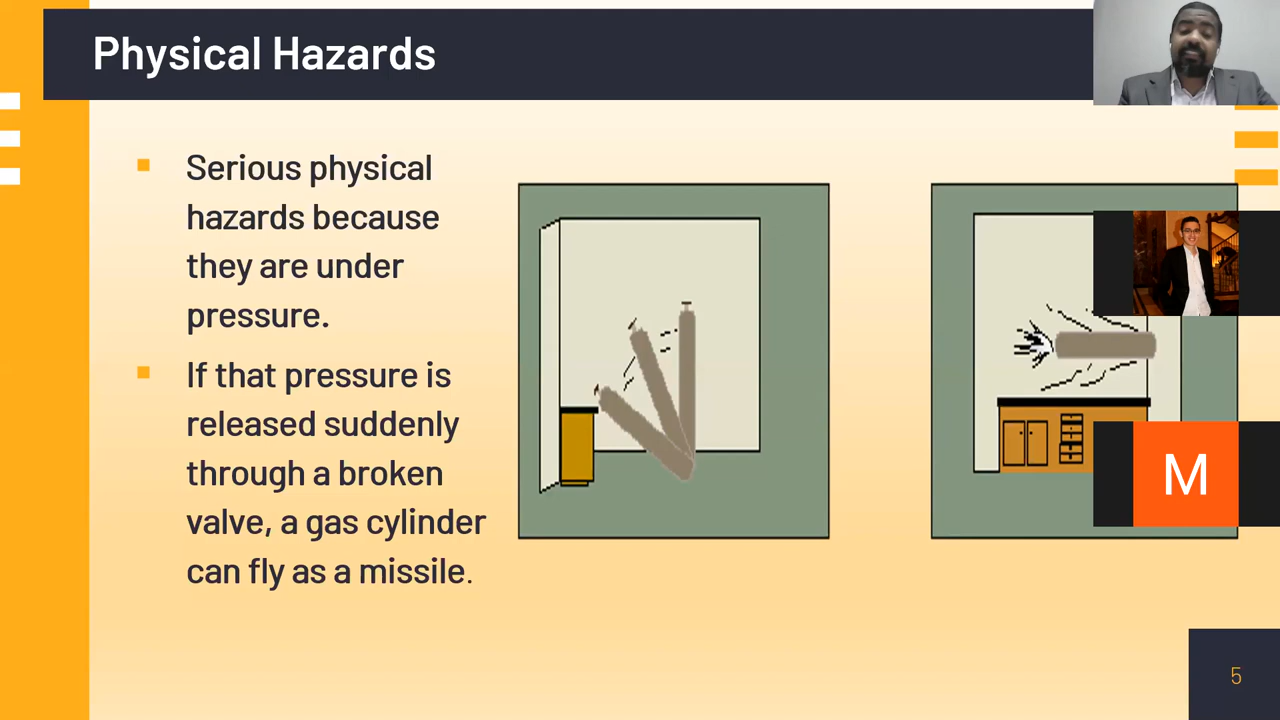 Physical Hazards
Serious physical
hazards because
they are under
pressure.
If that pressure is
released suddenly
through a broken
valve, a gas cylinder
can fly as a missile.
M
5